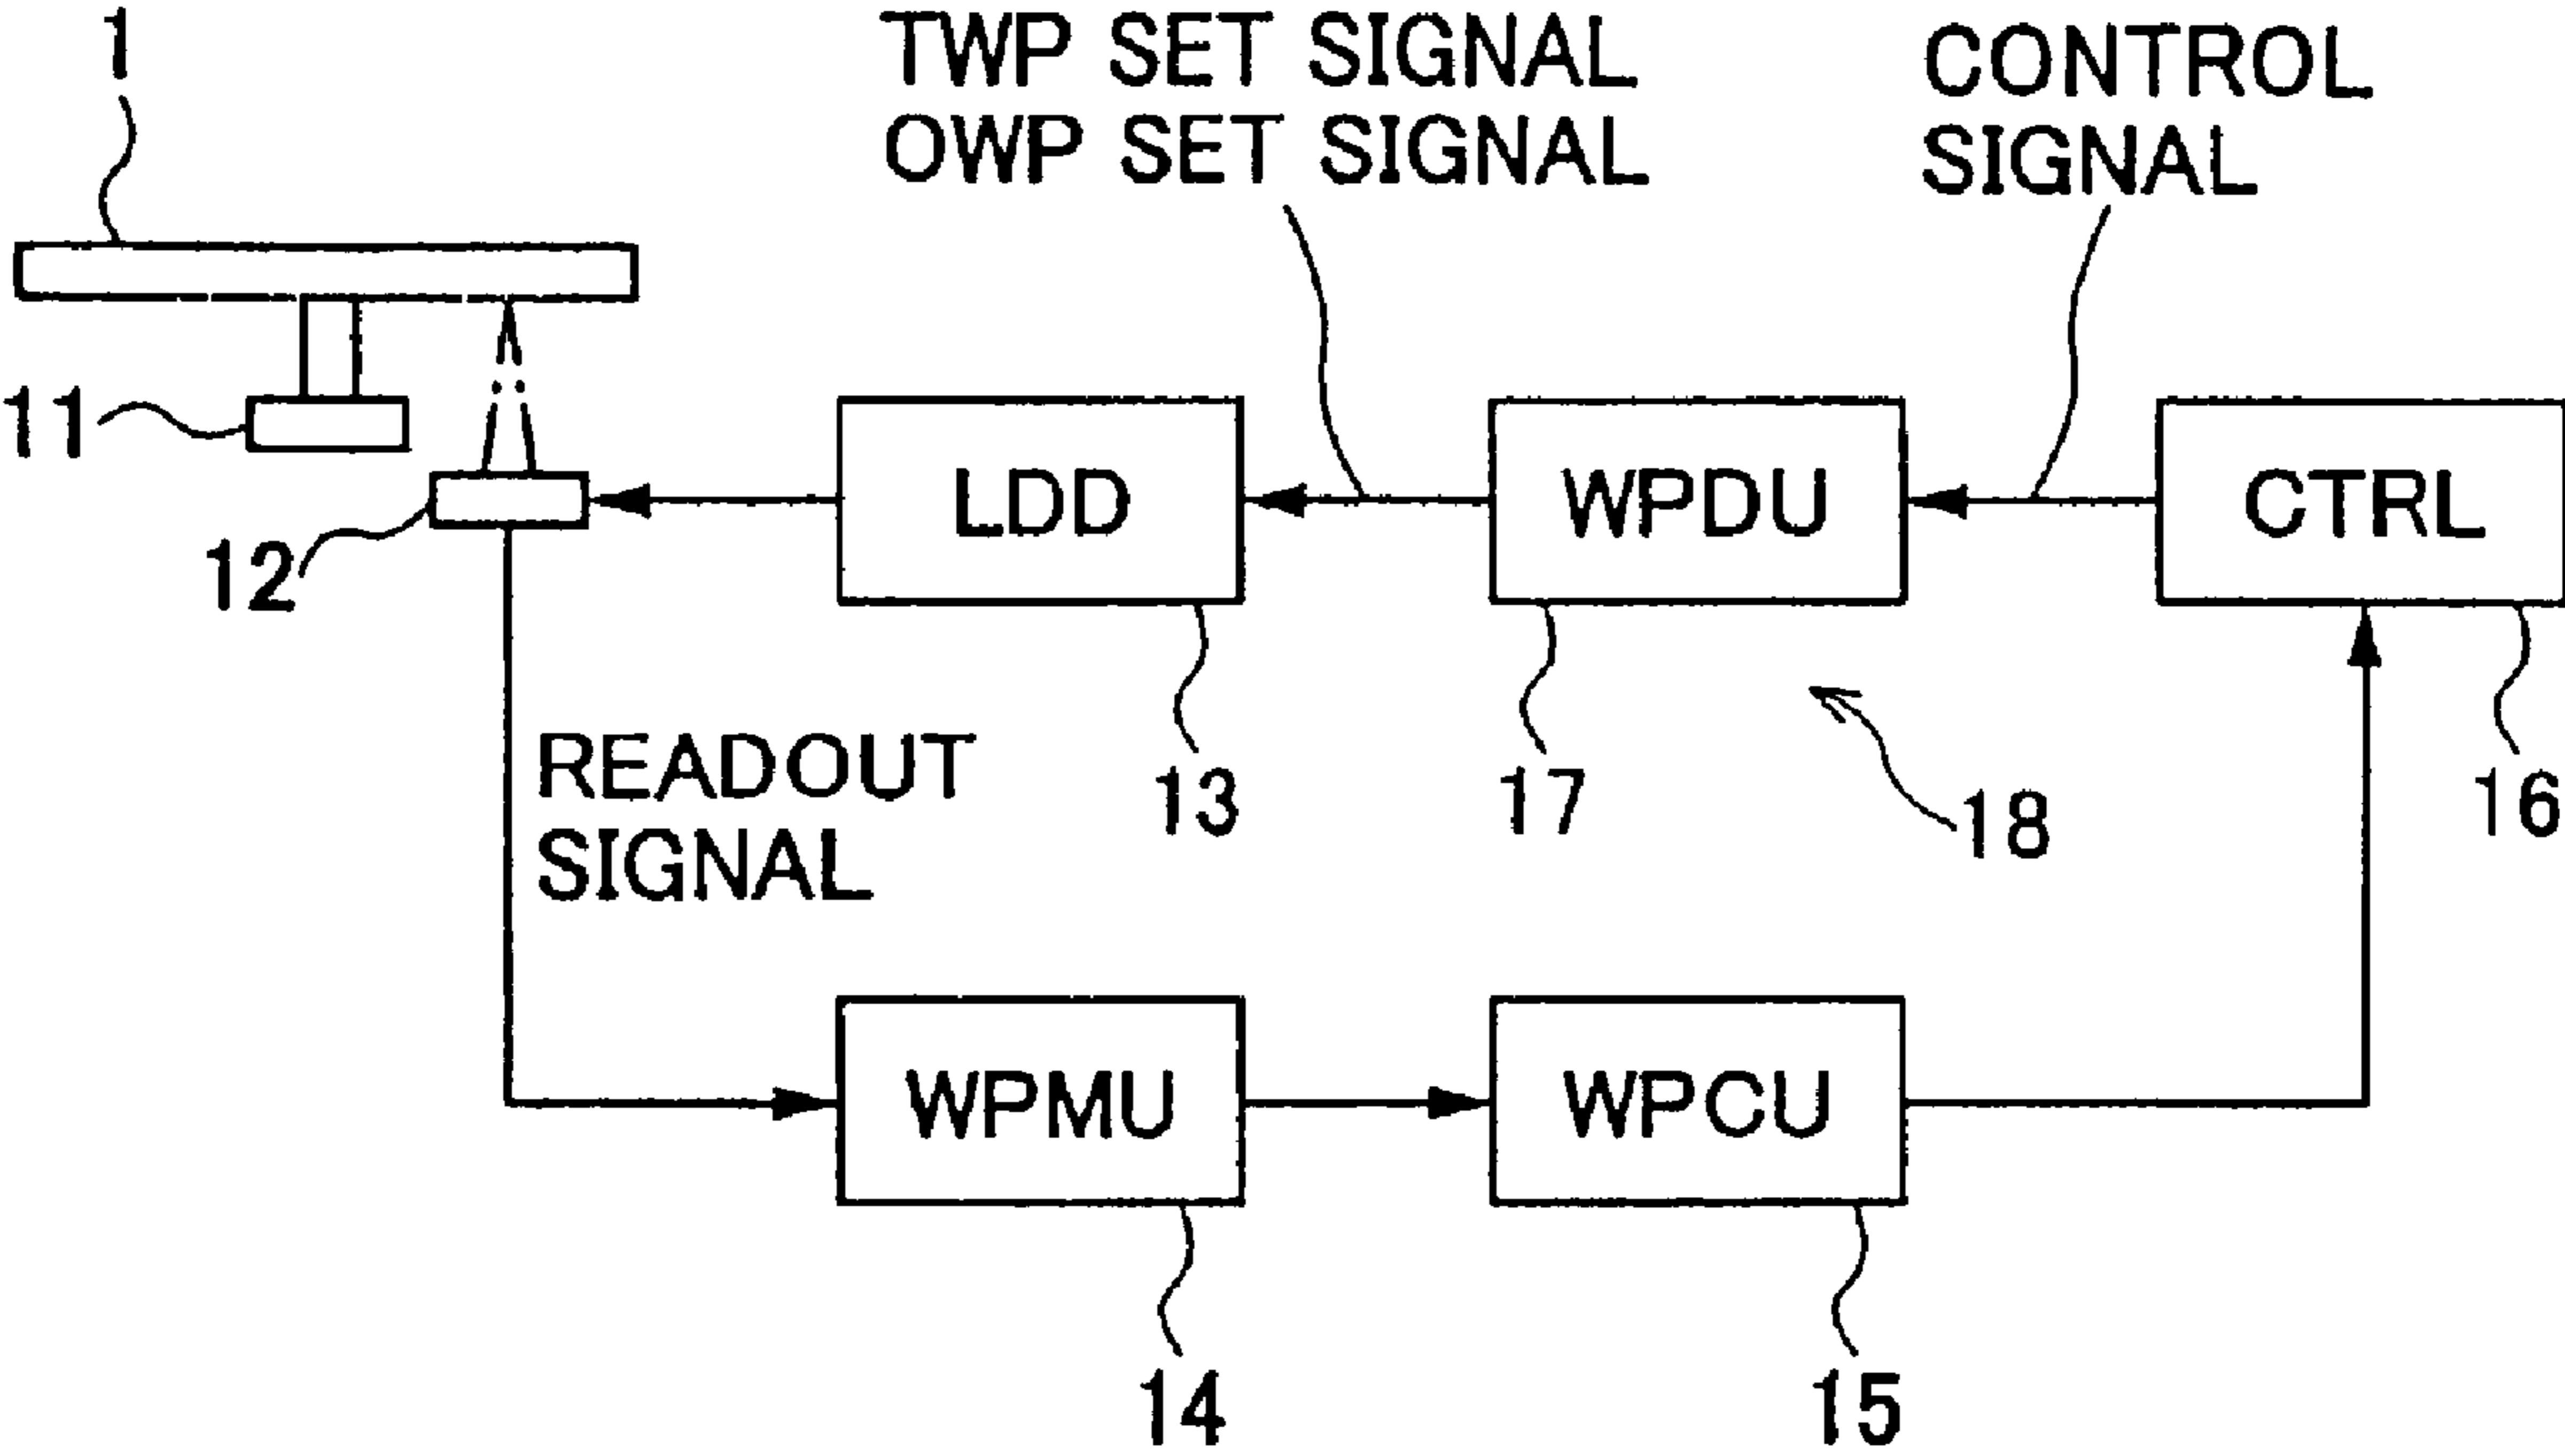 1
TWP SET SIGNAL
OWP SET SIGNAL
CONTROL
SIGNAL
11
12
LDD
WPDU
CTRL
13
17
18
16
READOUT
SIGNAL
WPMU
WPCU
14
15